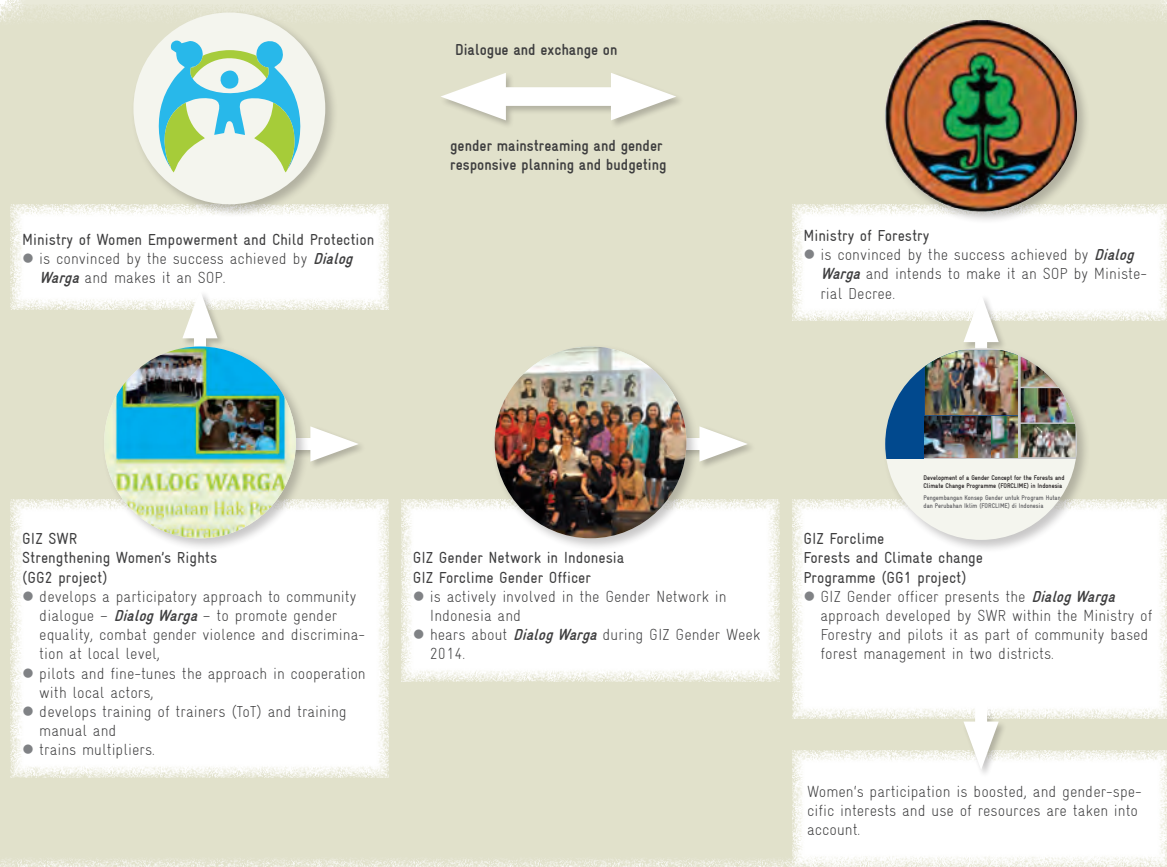 Dialogue and exchange on
gender mainstreaming and gender
responsive planning and budgeting
Ministry of Women Empowerment and Child Protection
● is convinced by the success achieved by Dialog
Warga and makes it an SOP.
Ministry of Forestry
● is convinced by the success achieved by Dialog
Warga and intends to make it an SOP by Ministe-
rial Decree.
DIALOG WARGA
Penguatan Hak
Development of a Gender Concept for the Forests and
Climate Change Programme (FORCLIME) in Indonesia
Pengembangan Konsep Gender untuk Program Hutan
dan Perubahan Iklim (FORCLIME) di Indonesia
GIZ SWR
Strengthening Women's Rights
(GG2 project)
● develops a participatory approach to community
dialogue – Dialog Warga – to promote gender
equality, combat gender violence and discrimina-
tion at local level,
● pilots and fine-tunes the approach in cooperation
with local actors,
● develops training of trainers (ToT) and training
manual and
● trains multipliers.
GIZ Gender Network in Indonesia
GIZ Forclime Gender Officer
● is actively involved in the Gender Network in
Indonesia and
● hears about Dialog Warga during GIZ Gender Week
2014.
GIZ Forclime
Forests and Climate change
Programme (GG1 project)
● GIZ Gender officer presents the Dialog Warga
approach developed by SWR within the Ministry of
Forestry and pilots it as part of community based
forest management in two districts.
Women's participation is boosted, and gender-spe-
cific interests and use of resources are taken into
account.